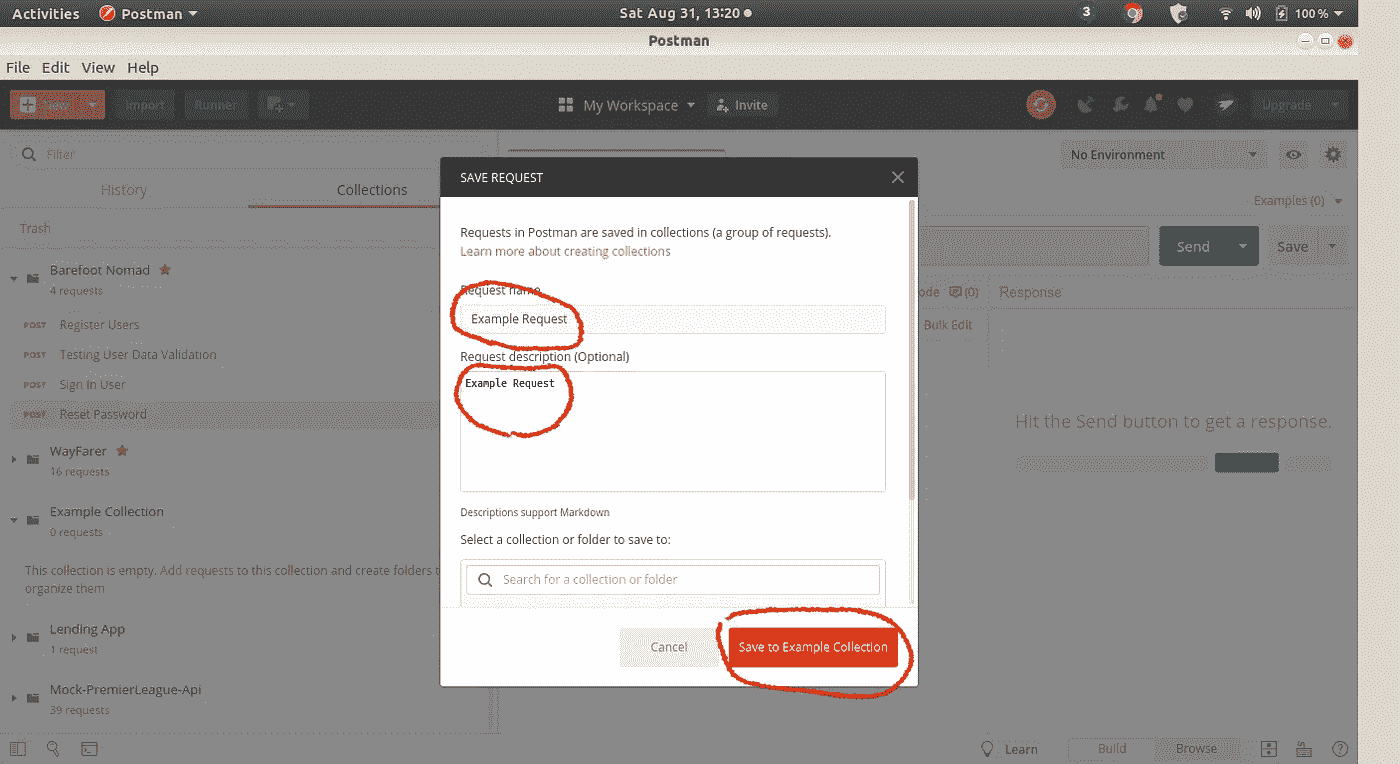 Activities Postman Sat Aug 31, 13:20 3 100 %
Postman
File Edit View Help
Import Runner My Workspace Invite Upgrade
Filter
No Environment
History Collections
Examples (0)
Trash
SAVE REQUEST
Requests in Postman are saved in collections (a group of requests).
Learn more about creating collections
Send Save
Barefoot Nomad
4 requests
Request name
Example Request
ode (0) Response
Bulk Edit
POST Register Users
POST Testing User Data Validation
POST Sign In User
POST Reset Password
Request description (Optional)
Example Request
Hit the Send button to get a response.
WayFarer
16 requests
Example Collection
0 requests
Descriptions support Markdown
Select a collection or folder to save to:
Search for a collection or folder
This collection is empty. Add requests to this collection and create folders t
organize them
Lending App
1 request
Cancel Save to Example Collection
Mock-PremierLeague-Api
39 requests
Learn Build Browse